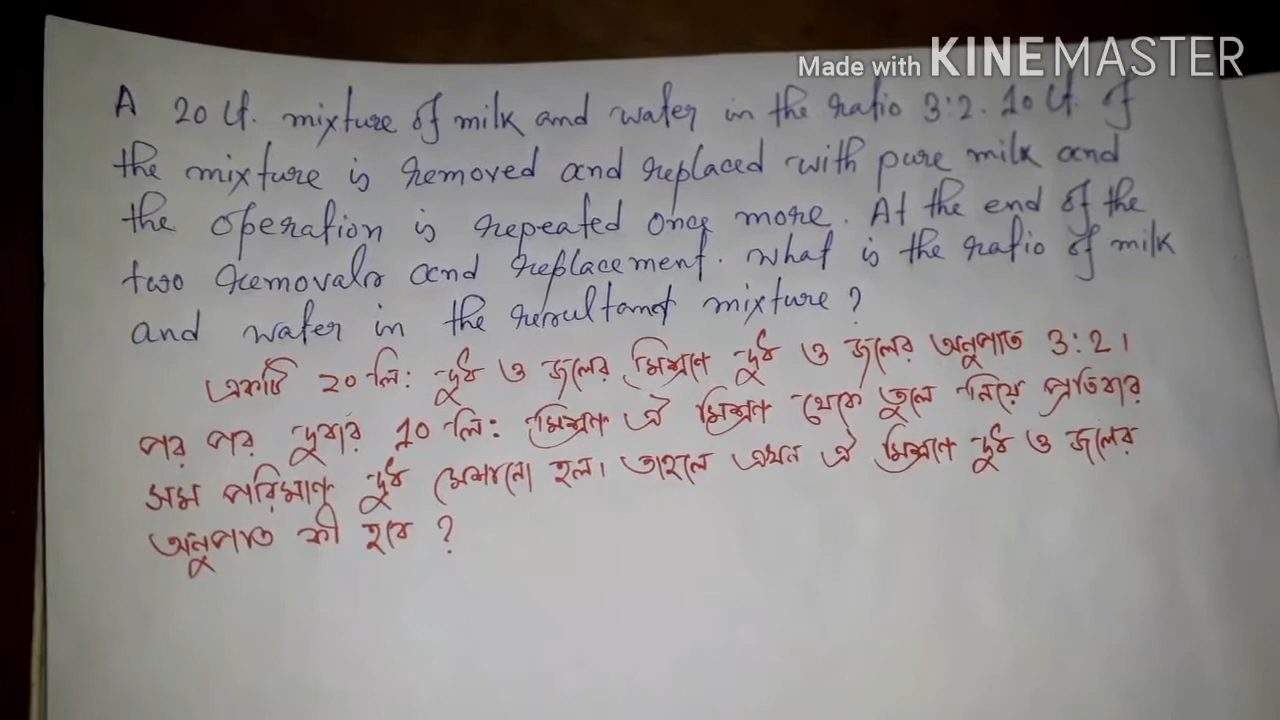 Made with KINEMASTER
A 20 lt. mixture of milk and water in the ratio 3:2. 10 lt. of
the mixture is removed and replaced with pure milk and
the operation is repeated once more. At the end of the
two removals and replacement. What is the ratio of milk
and water in the resultant mixture ?
একটি 20 লি: দুধ ও জলের মিশ্রণে দুধ ও জলের অনুপাত 3:2।
পর পর দুবার 10 লি: মিশ্রণ ঐ মিশ্রণ থেকে তুলে নিয়ে প্রতিবার
সম পরিমাণ দুধ মেশানো হল। তাহলে এখন ঐ মিশ্রণে দুধ ও জলের
অনুপাত কী হবে ?